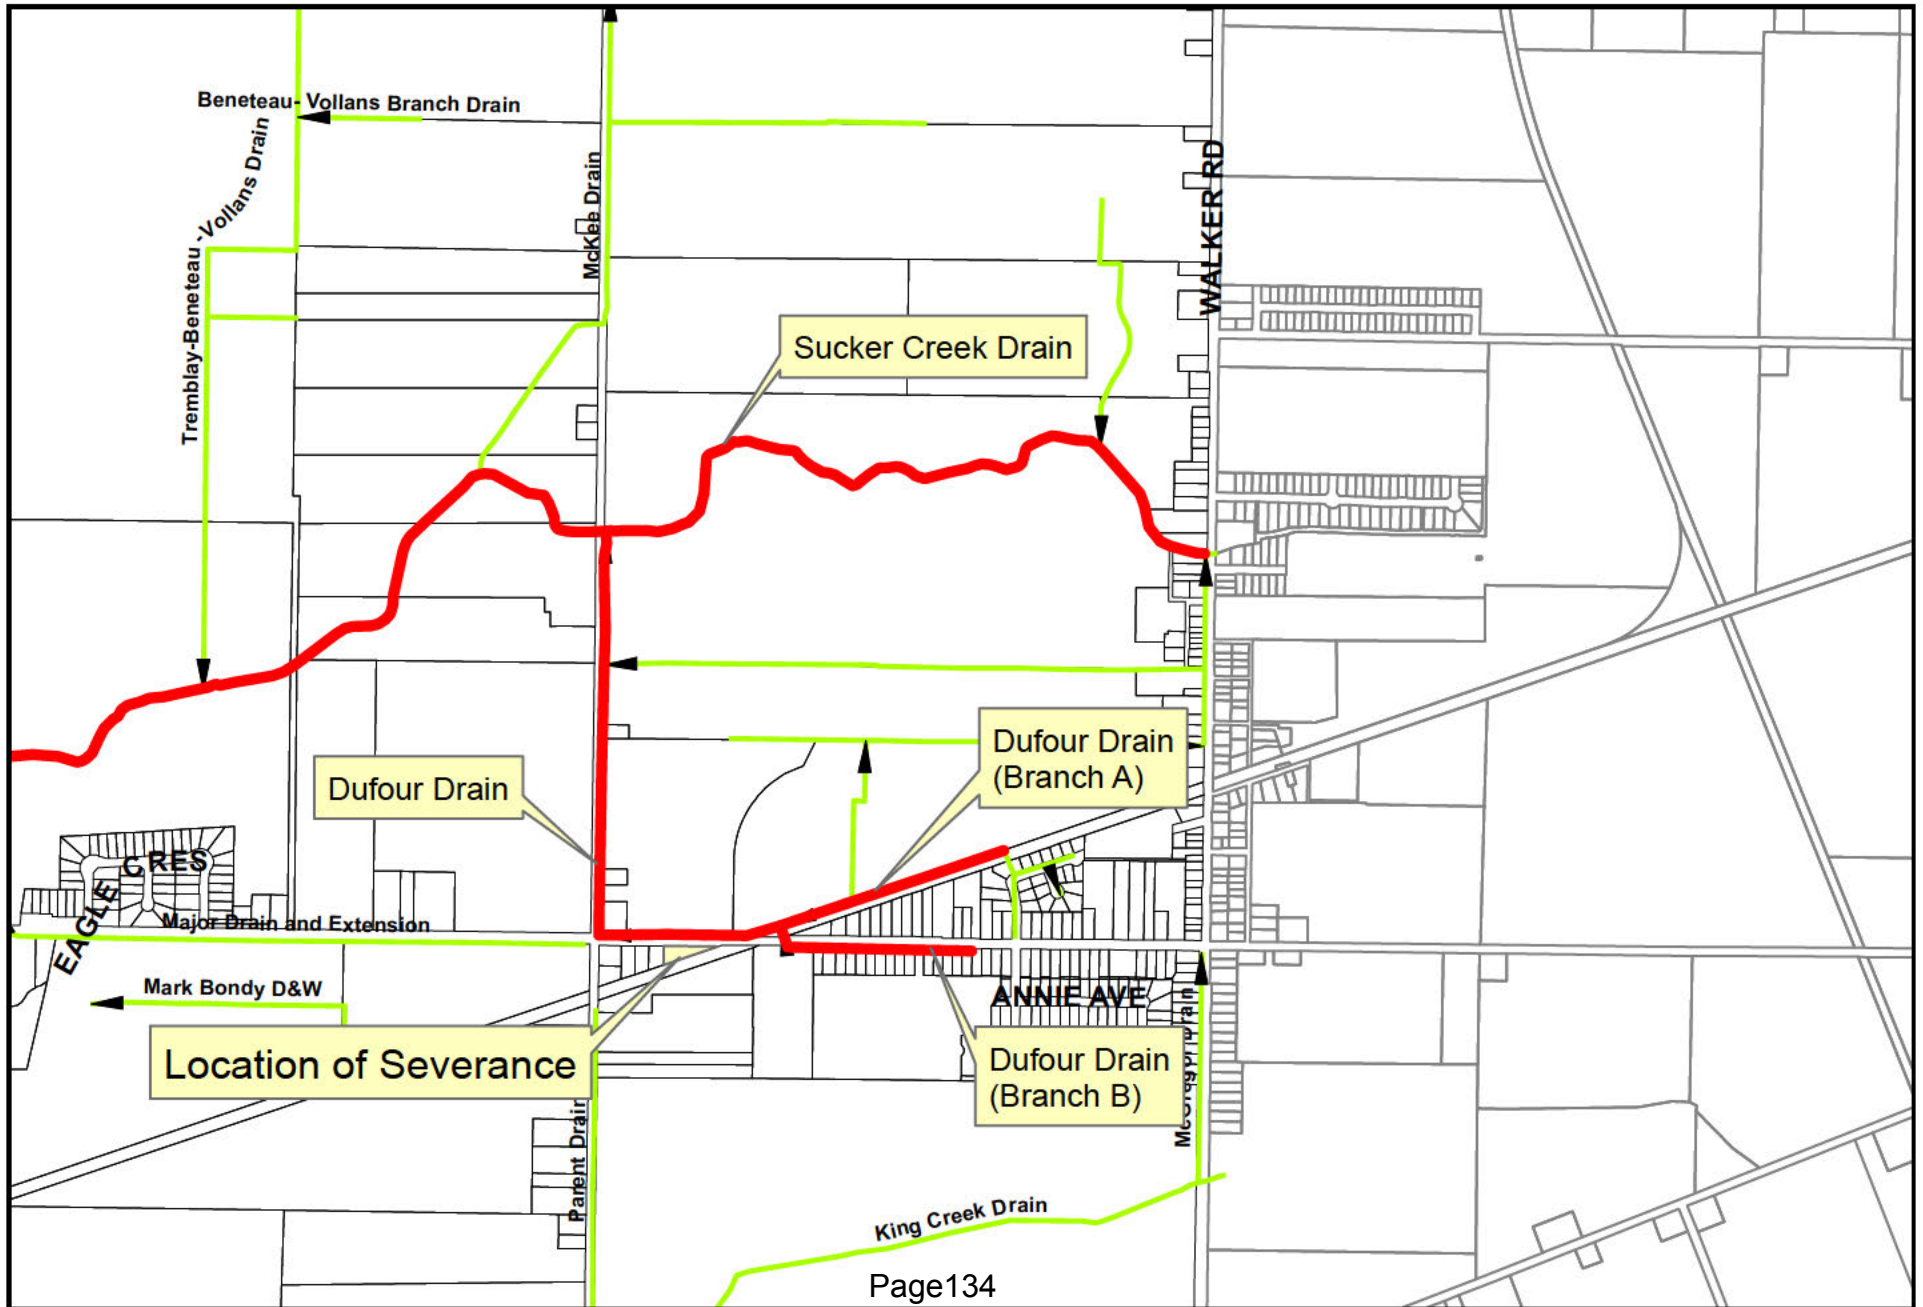 Beneteau- Vollans Branch Drain
Tremblay-Beneteau -Vollans Drain
McKee Drain
WALKER RD
Sucker Creek Drain
Dufour Drain
(Branch A)
Dufour Drain
EAGLE CRES
Major Drain and Extension
Mark Bondy D&W
ANNIE AVE
Location of Severance
Dufour Drain
(Branch B)
McGregor Drain
Parent Drain
King Creek Drain
Page134